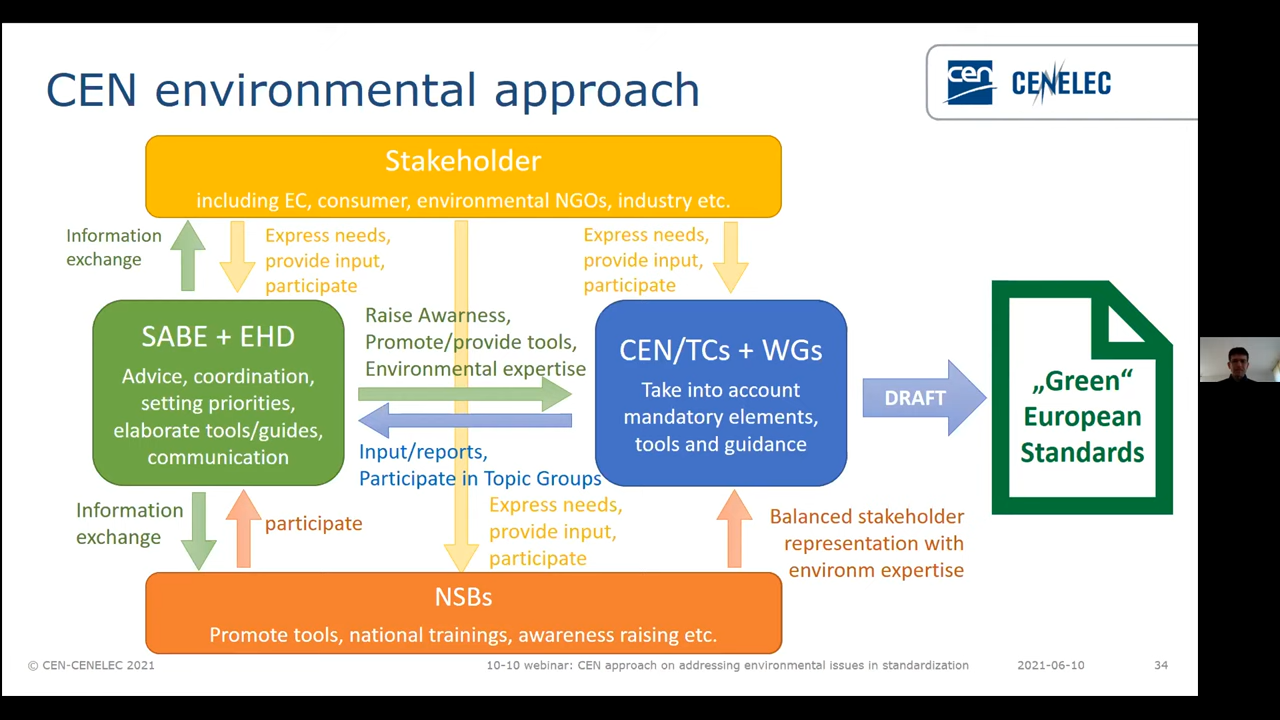 CEN environmental approach
cen
CENELEC
Stakeholder
including EC, consumer, environmental NGOs, industry etc.
Information
exchange
Express needs,
provide input,
participate
Express needs,
provide input,
participate
SABE + EHD
Advice, coordination,
setting priorities,
elaborate tools/guides,
communication
Raise Awarness,
Promote/provide tools,
Environmental expertise
Input/reports,
Participate in Topic Groups
CEN/TCs + WGs
Take into account
mandatory elements,
tools and guidance
DRAFT
„Green“
European
Standards
Information
exchange
participate
Express needs,
provide input,
participate
Balanced stakeholder
representation with
environm expertise
NSBs
Promote tools, national trainings, awareness raising etc.
© CEN-CENELEC 2021
10-10 webinar: CEN approach on addressing environmental issues in standardization
2021-06-10
34